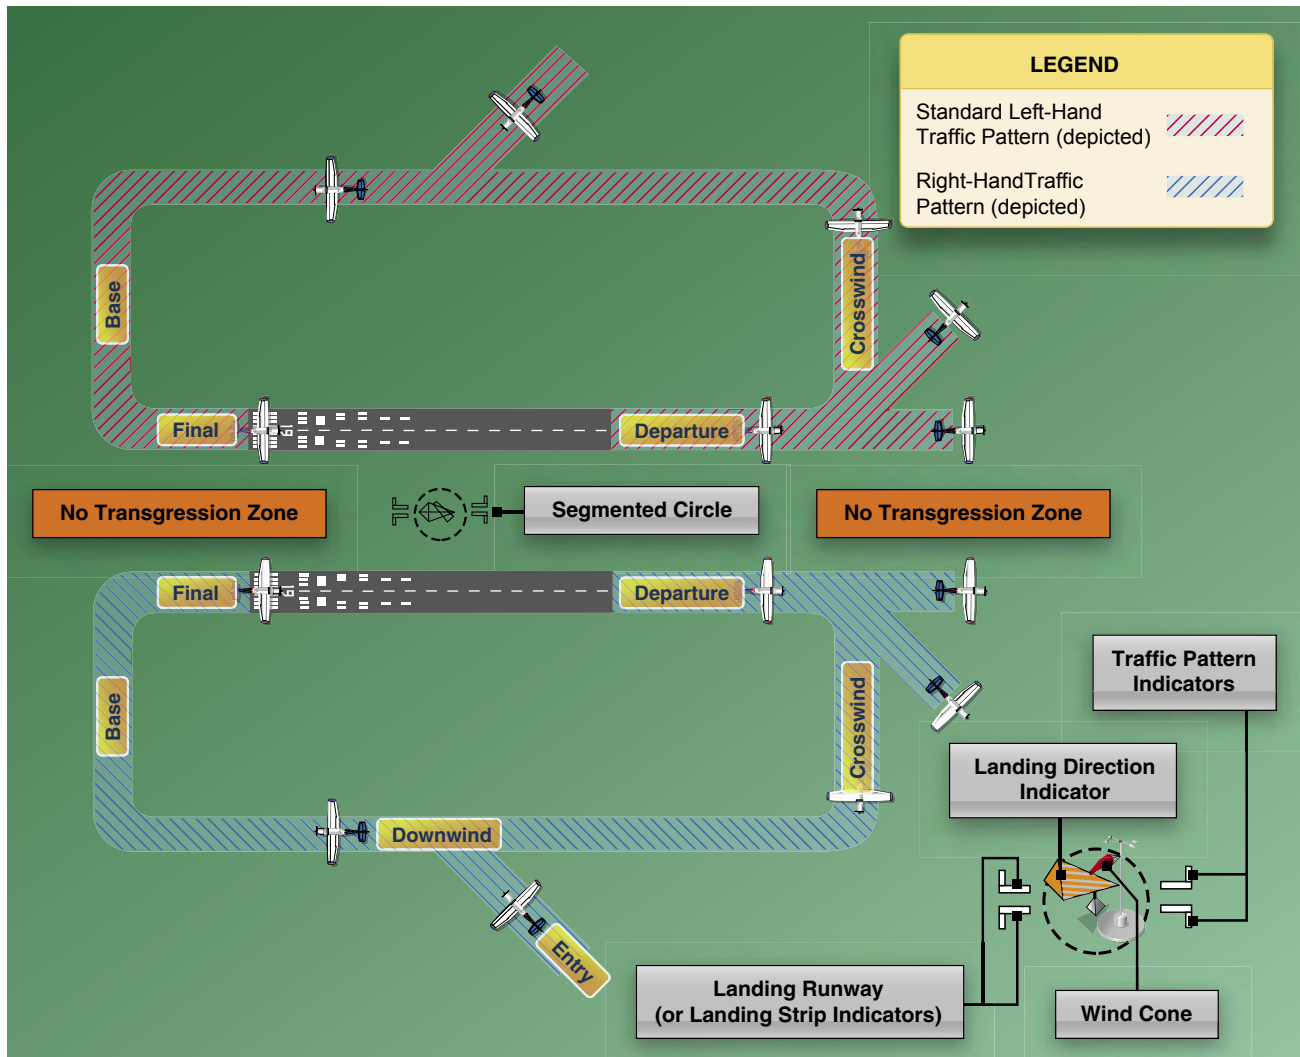 LEGEND
Standard Left-Hand
Traffic Pattern (depicted)
Right-HandTraffic
Pattern (depicted)
Base
Crosswind
Final
19
Departure
No Transgression Zone
Segmented Circle
No Transgression Zone
Final
19
Departure
Base
Crosswind
Downwind
Entry
Traffic Pattern
Indicators
Landing Direction
Indicator
Landing Runway
(or Landing Strip Indicators)
Wind Cone